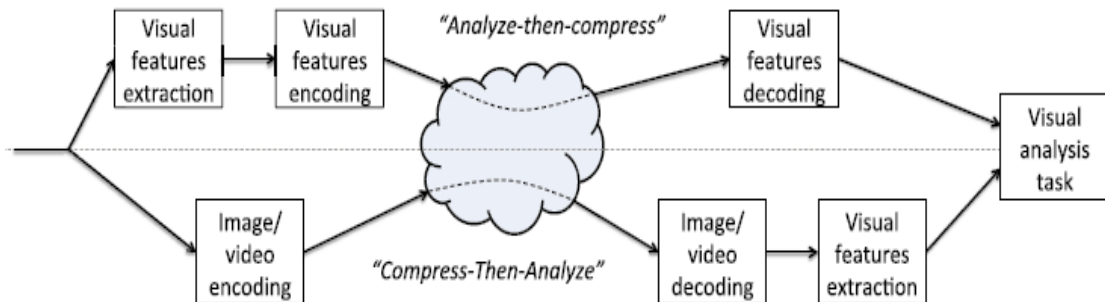 "Analyze-then-compress"
Visual
features
extraction
Visual
features
encoding
Visual
features
decoding
Visual
analysis
task
Image/
video
encoding
"Compress-Then-Analyze"
Image/
video
decoding
Visual
features
extraction